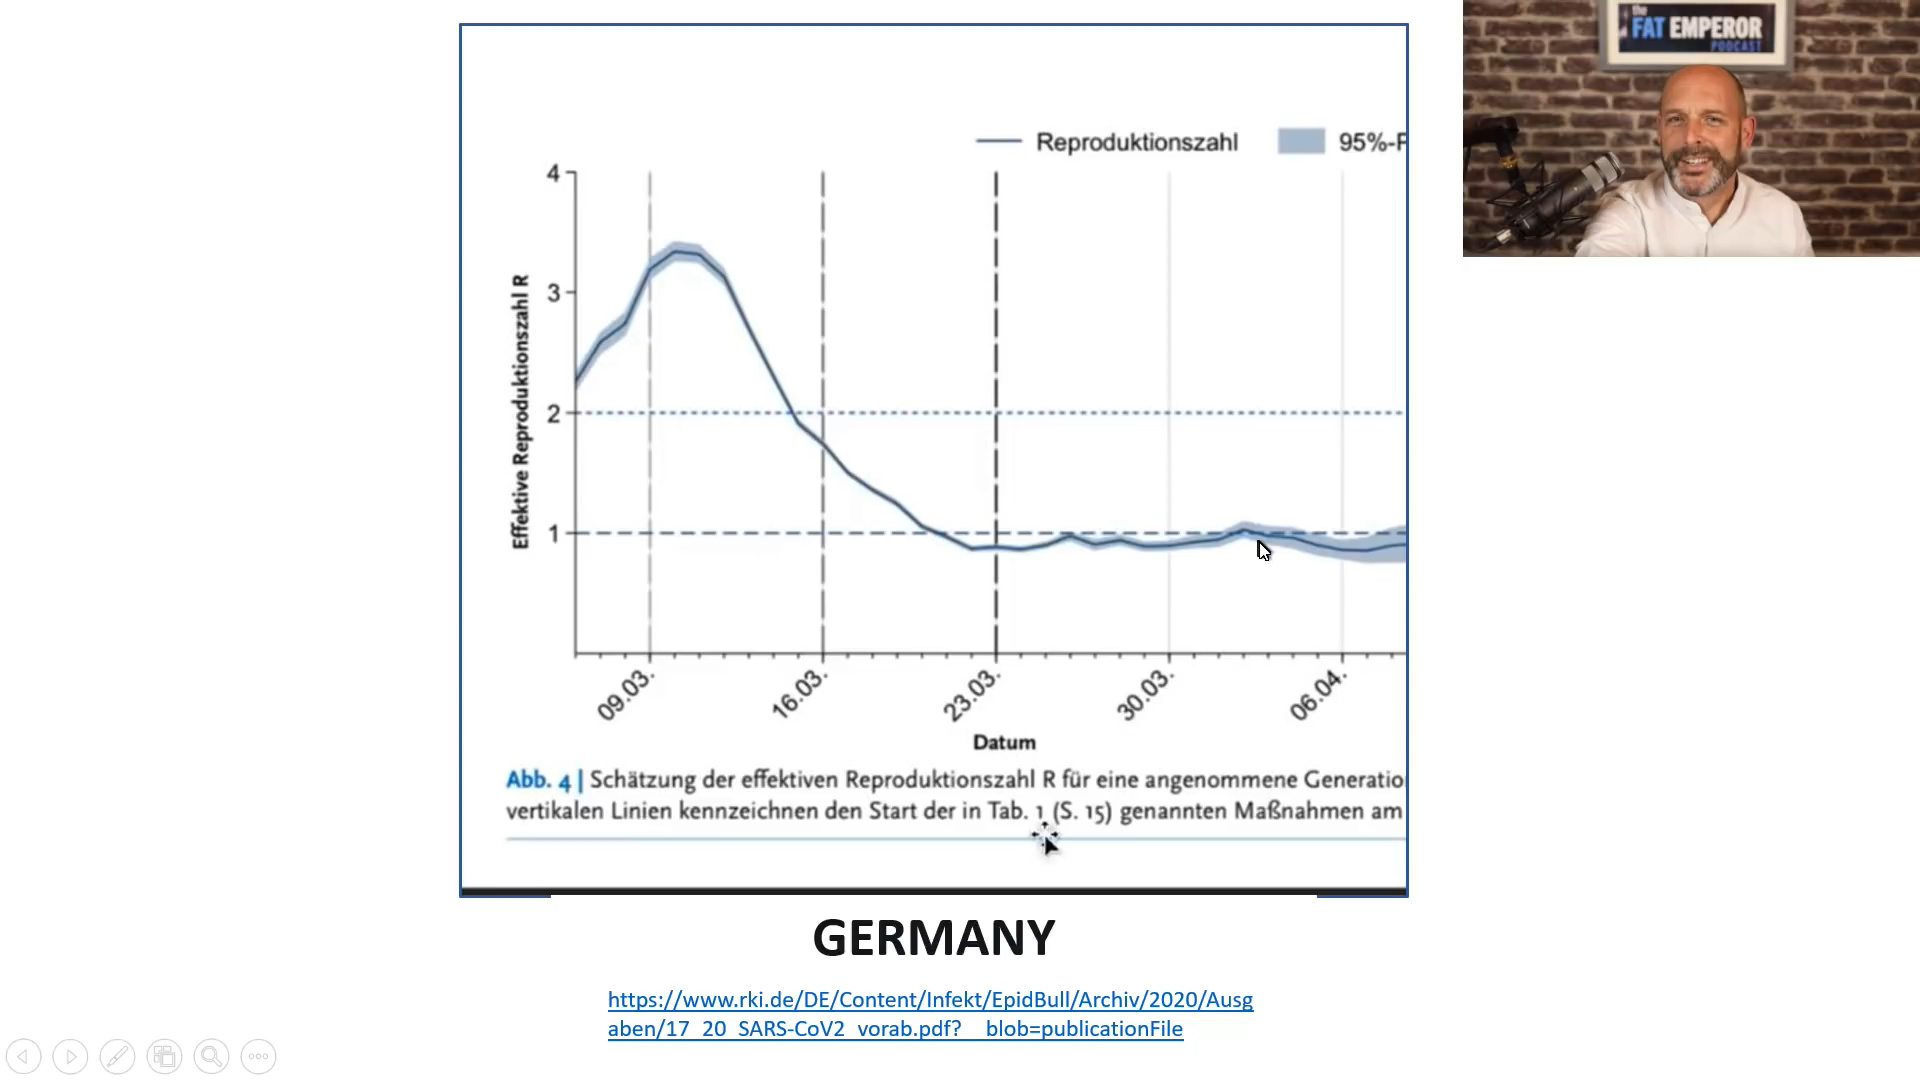 the
FAT EMPEROR
PODCAST
Reproduktionszahl
95%-P
4
3
2
1
Effektive Reproduktionszahl R
09.03.
16.03.
23.03.
30.03.
06.04.
Datum
Abb. 4 | Schätzung der effektiven Reproduktionszahl R für eine angenommene Generatio
vertikalen Linien kennzeichnen den Start der in Tab. 1 (S. 15) genannten Maßnahmen am
GERMANY
https://www.rki.de/DE/Content/Infekt/EpidBull/Archiv/2020/Ausg
aben/17_20_SARS-CoV2_vorab.pdf?__blob=publicationFile